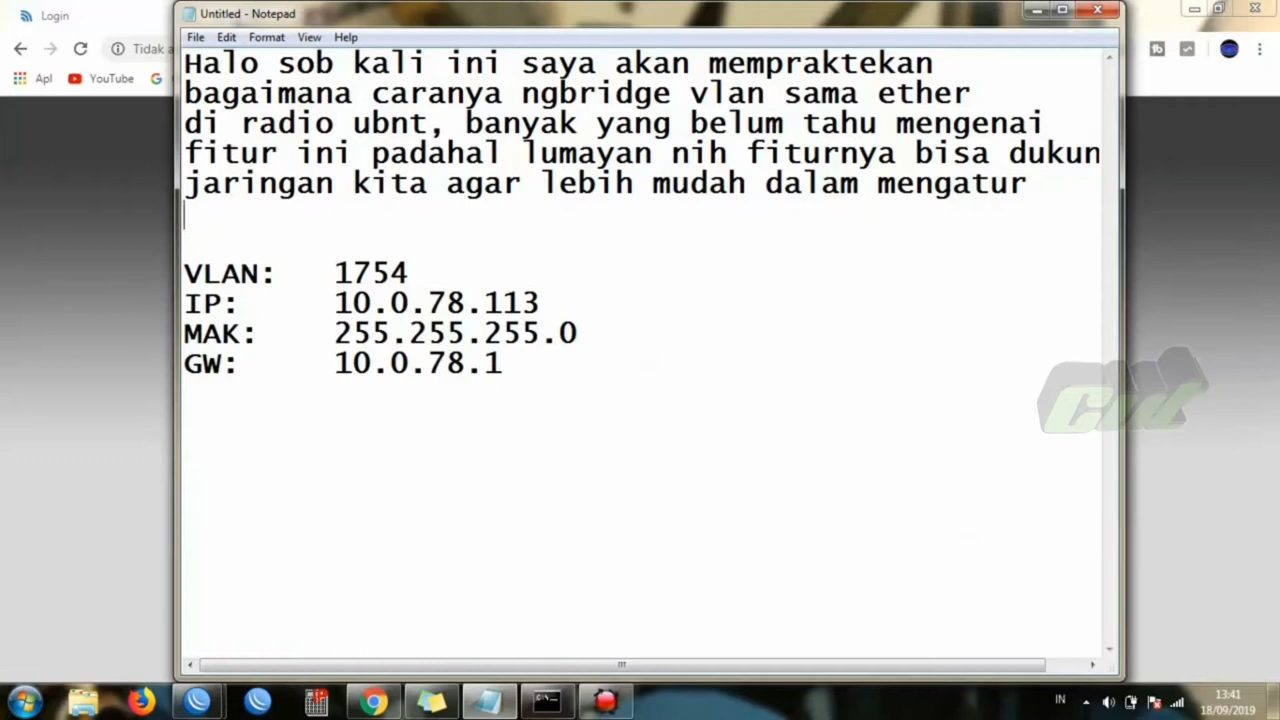 Login
Untitled - Notepad
File Edit Format View Help
Tidak a
Apl YouTube
Halo sob kali ini saya akan mempraktekan
bagaimana caranya ngbridge vlan sama ether
di radio ubnt, banyak yang belum tahu mengenai
fitur ini padahal lumayan nih fiturnya bisa dukun
jaringan kita agar lebih mudah dalam mengatur
VLAN: 1754
IP: 10.0.78.113
MAK: 255.255.255.0
GW: 10.0.78.1
IN
13:41
18/09/2019